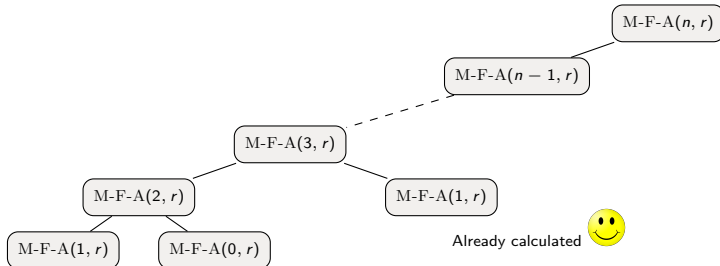 M-F-A(n, r)
M-F-A(n − 1, r)
M-F-A(3, r)
M-F-A(2, r)
M-F-A(1, r)
M-F-A(1, r)
M-F-A(0, r)
Already calculated